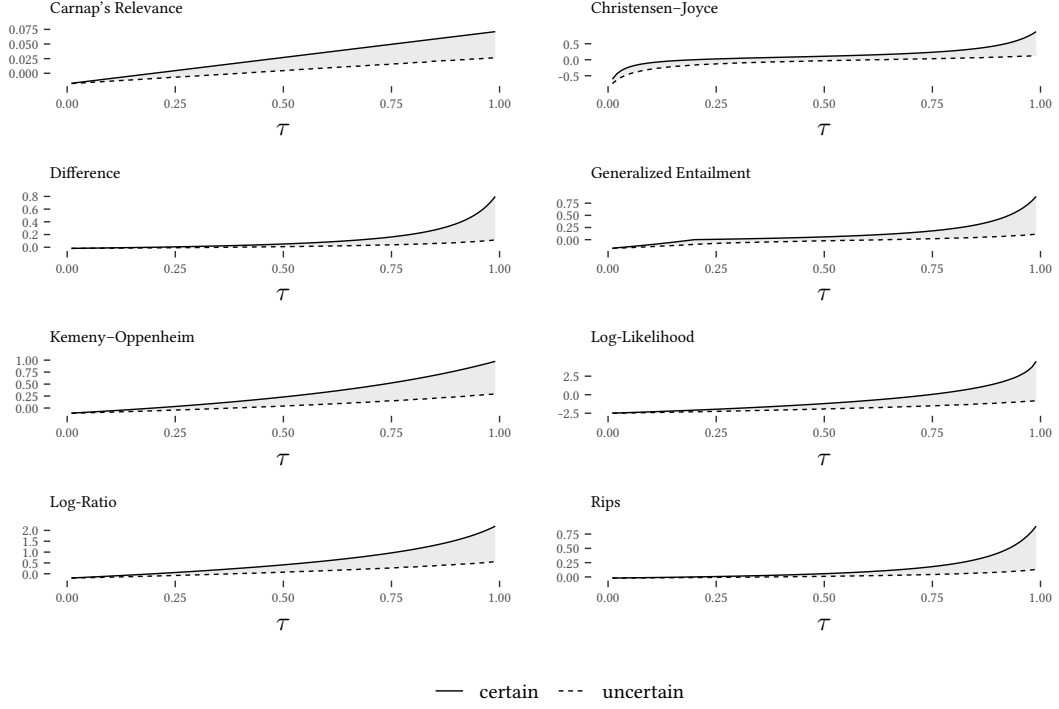 Carnap's Relevance
0.075
0.050
0.025
0.000
0.00 0.25 0.50 0.75 1.00
τ
Christensen–Joyce
0.5
0.0
-0.5
0.00 0.25 0.50 0.75 1.00
τ
Difference
0.8
0.6
0.4
0.2
0.0
0.00 0.25 0.50 0.75 1.00
τ
Generalized Entailment
0.75
0.50
0.25
0.00
0.00 0.25 0.50 0.75 1.00
τ
Kemeny–Oppenheim
1.00
0.75
0.50
0.25
0.00
0.00 0.25 0.50 0.75 1.00
τ
Log-Likelihood
2.5
0.0
-2.5
0.00 0.25 0.50 0.75 1.00
τ
Log-Ratio
2.0
1.5
1.0
0.5
0.0
0.00 0.25 0.50 0.75 1.00
τ
Rips
0.75
0.50
0.25
0.00
0.00 0.25 0.50 0.75 1.00
τ
certain uncertain